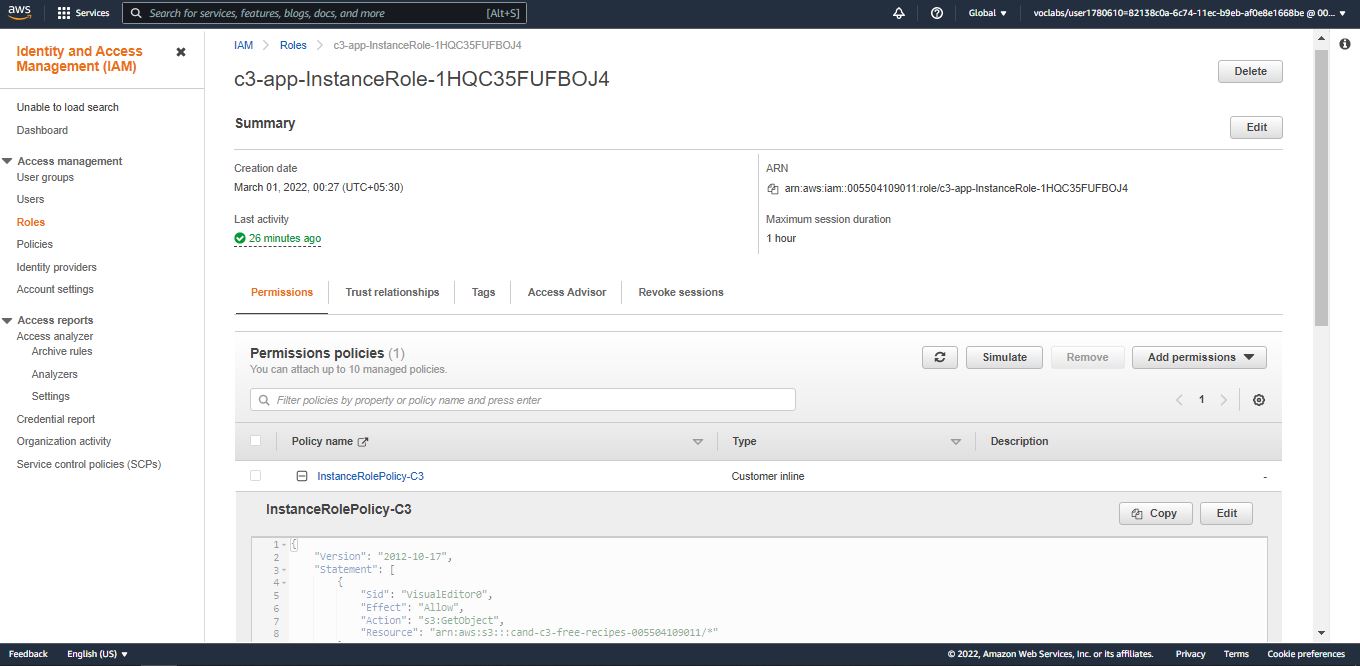 aws
Services
Search for services, features, blogs, docs, and more
[Alt+S]
Global
voclabs/user1780610=82138c0a-6c74-11ec-b9eb-af0e8e1668be @ 00...
Identity and Access
Management (IAM)
Unable to load search
Dashboard
Access management
User groups
Users
Roles
Policies
Identity providers
Account settings
Access reports
Access analyzer
Archive rules
Analyzers
Settings
Credential report
Organization activity
Service control policies (SCPs)
IAM > Roles > c3-app-InstanceRole-1HQC35FUFBOJ4
c3-app-InstanceRole-1HQC35FUFBOJ4
Delete
Summary
Edit
Creation date
March 01, 2022, 00:27 (UTC+05:30)
Last activity
26 minutes ago
ARN
arn:aws:iam::005504109011:role/c3-app-InstanceRole-1HQC35FUFBOJ4
Maximum session duration
1 hour
Permissions
Trust relationships
Tags
Access Advisor
Revoke sessions
Permissions policies (1)
You can attach up to 10 managed policies.
Simulate
Remove
Add permissions
Filter policies by property or policy name and press enter
1
Policy name
Type
Description
InstanceRolePolicy-C3
Customer inline
-
InstanceRolePolicy-C3
Copy
Edit
1 {
2 "Version": "2012-10-17",
3 "Statement": [
4 {
5 "Sid": "VisualEditor0",
6 "Effect": "Allow",
7 "Action": "s3:GetObject",
8 "Resource": "arn:aws:s3:::cand-c3-free-recipes-005504109011/*"
Feedback
English (US)
© 2022, Amazon Web Services, Inc. or its affiliates.
Privacy
Terms
Cookie preferences